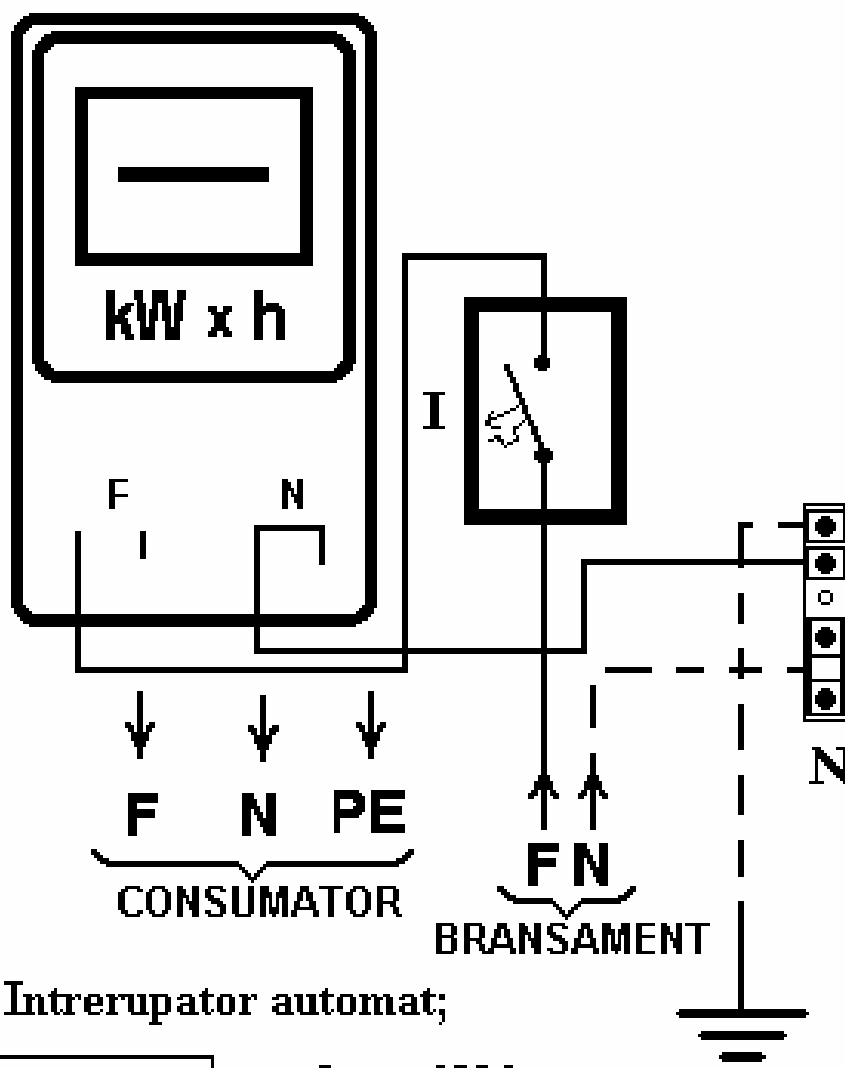 kW x h
I
F N
F N PE
F N
N
CONSUMATOR
BRANSAMENT
Intrerupator automat;